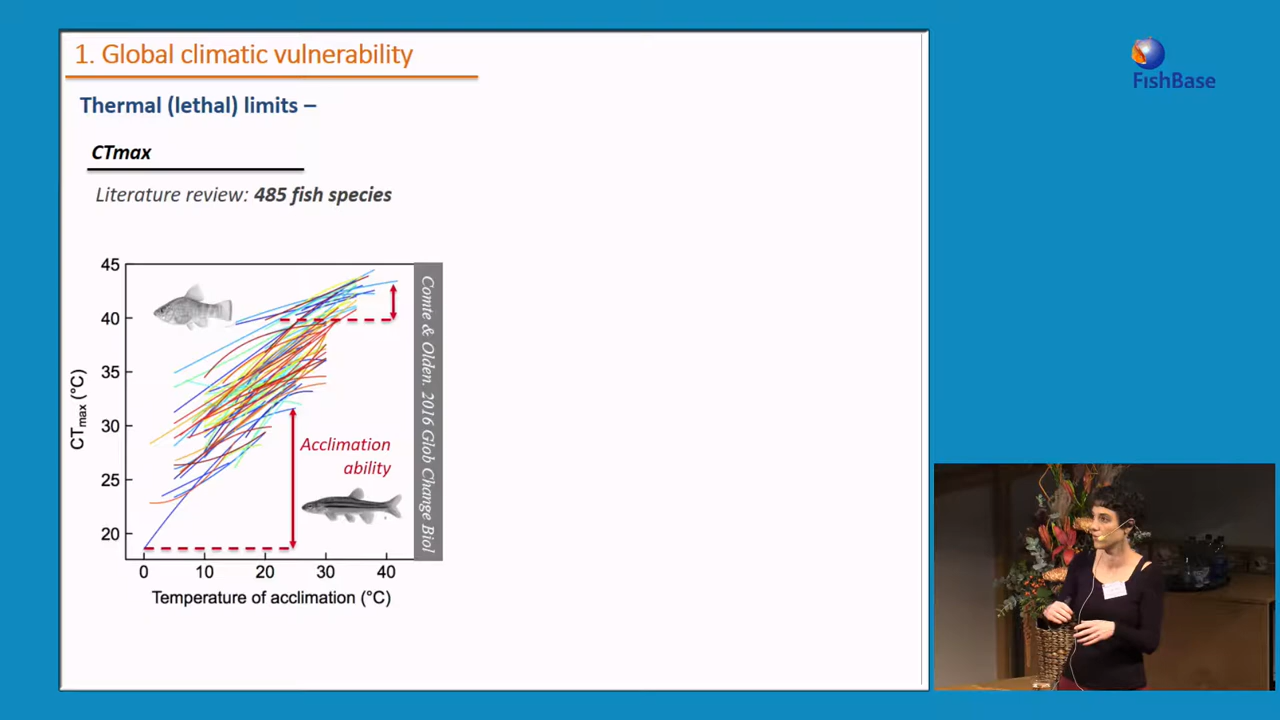 1. Global climatic vulnerability
FishBase
Thermal (lethal) limits –
CTmax
Literature review: 485 fish species
45
40
35
30
25
20
CTmax (°C)
Acclimation
ability
Comte & Olden. 2016 Glob Change Biol
0 10 20 30 40
Temperature of acclimation (°C)